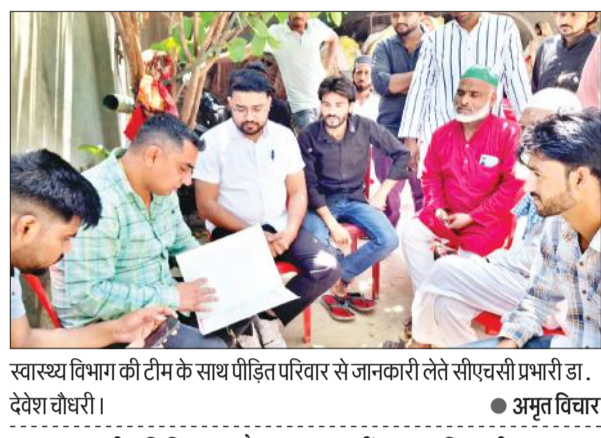 स्वास्थ्य विभाग की टीम के साथ पीड़ित परिवार से जानकारी लेते सीएचसी प्रभारी डा.
देवेश चौधरी। ● अमृत विचार